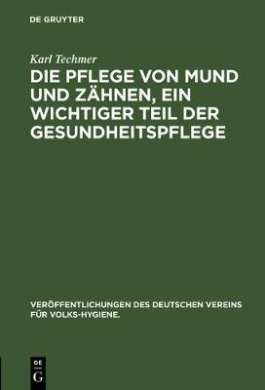 DE GRUYTER
Karl Techmer
DIE PFLEGE VON MUND
UND ZÄHNEN, EIN
WICHTIGER TEIL DER
GESUNDHEITSPFLEGE
VERÖFFENTLICHUNGEN DES DEUTSCHEN VEREINS
FÜR VOLKS-HYGIENE.
DE
G